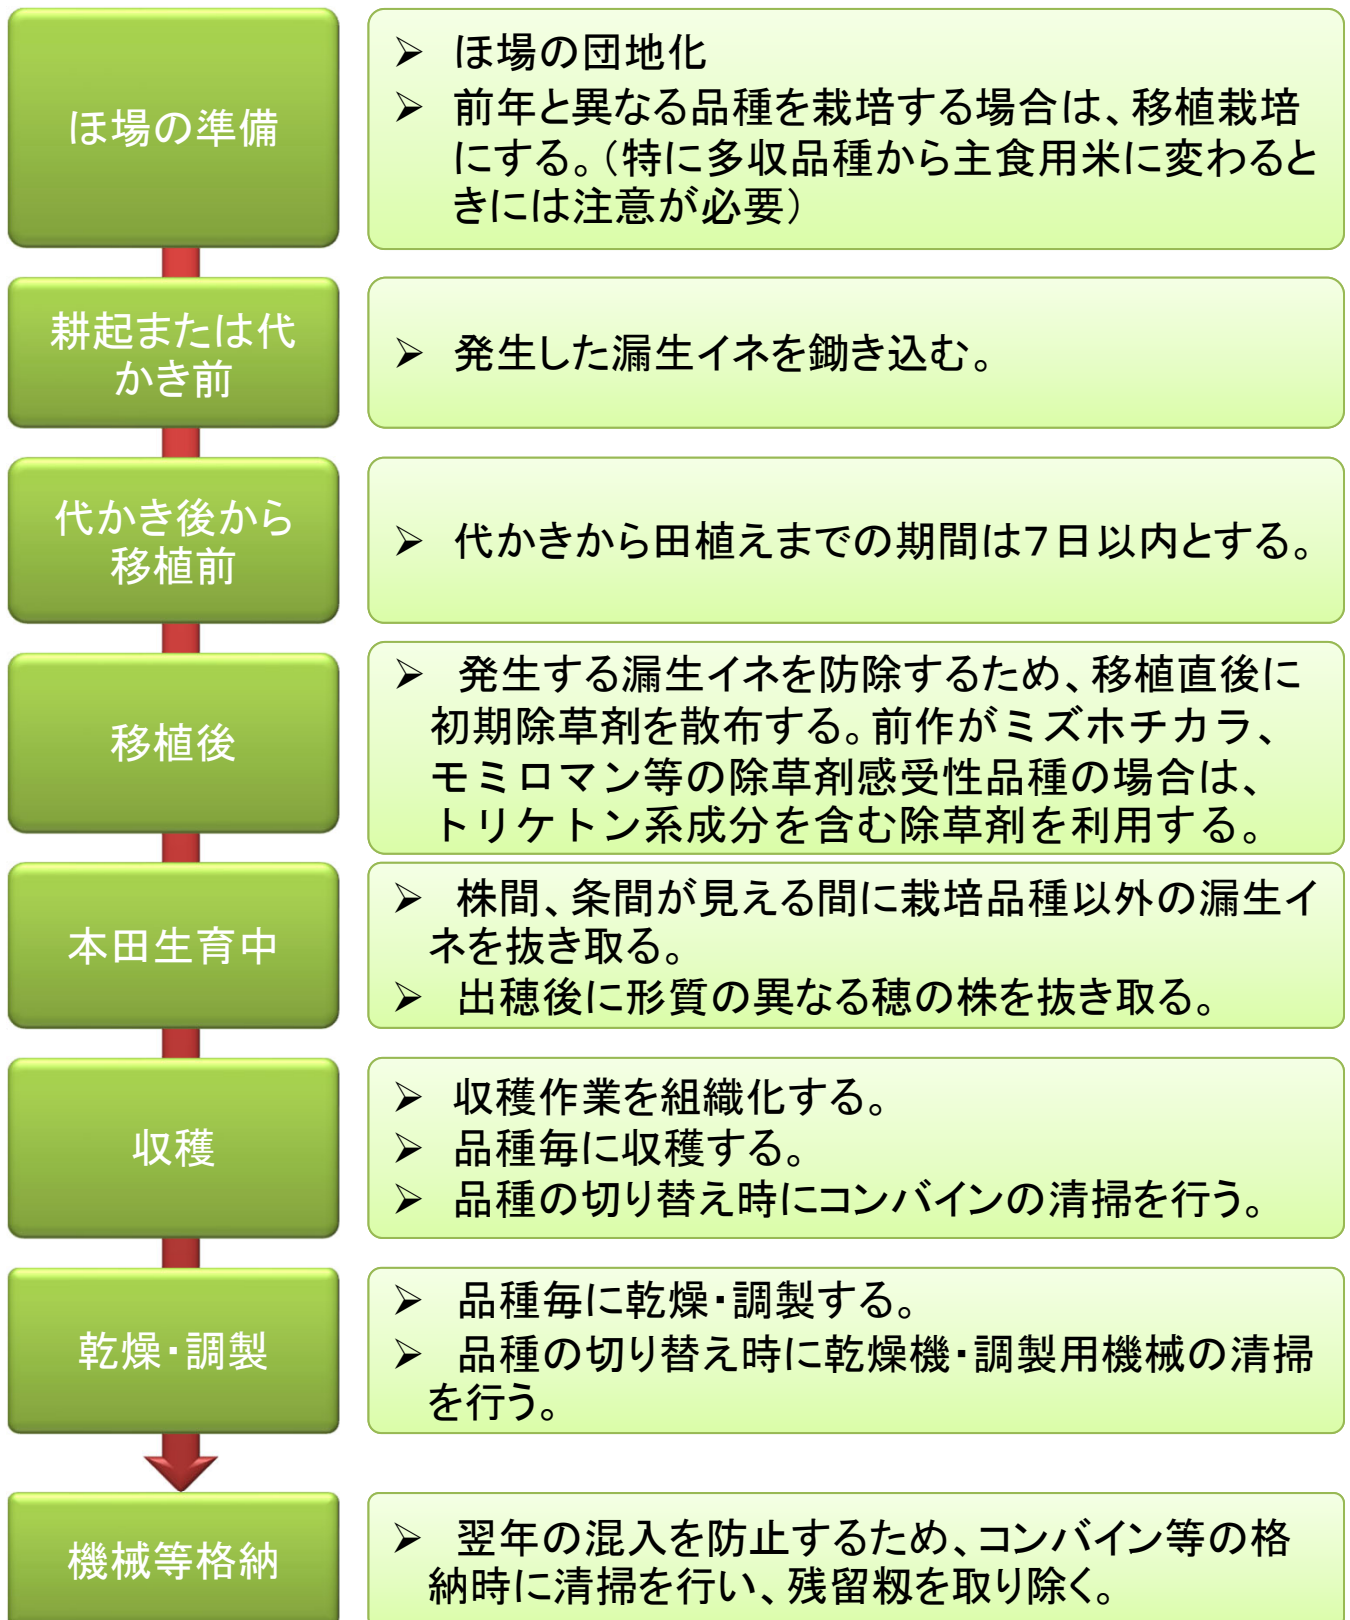 ほ場の準備
➢ ほ場の団地化
➢ 前年と異なる品種を栽培する場合は、移植栽培
にする。（特に多収品種から主食用米に変わると
きには注意が必要）
耕起または代
かき前
➢ 発生した漏生イネを鋤き込む。
代かき後から
移植前
➢ 代かきから田植えまでの期間は7日以内とする。
移植後
➢ 発生する漏生イネを防除するため、移植直後に
初期除草剤を散布する。前作がミズホチカラ、
モミロマン等の除草剤感受性品種の場合は、
トリケトン系成分を含む除草剤を利用する。
本田生育中
➢ 株間、条間が見える間に栽培品種以外の漏生イ
ネを抜き取る。
➢ 出穂後に形質の異なる穂の株を抜き取る。
収穫
➢ 収穫作業を組織化する。
➢ 品種毎に収穫する。
➢ 品種の切り替え時にコンバインの清掃を行う。
乾燥・調製
➢ 品種毎に乾燥・調製する。
➢ 品種の切り替え時に乾燥機・調製用機械の清掃
を行う。
機械等格納
➢ 翌年の混入を防止するため、コンバイン等の格
納時に清掃を行い、残留籾を取り除く。